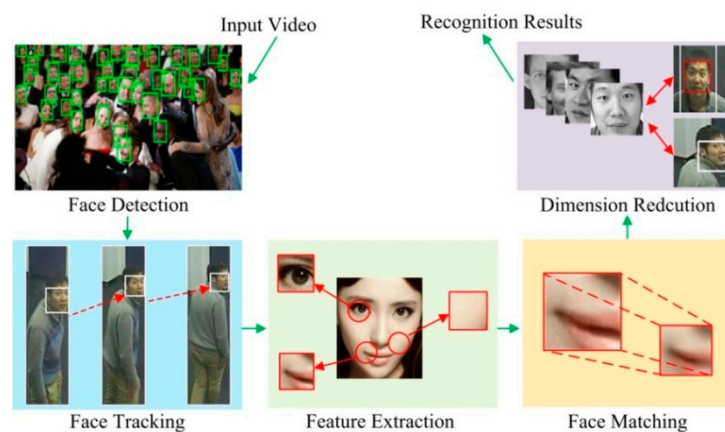 Input Video
Recognition Results
Face Detection
Dimension Redcution
Face Tracking
Feature Extraction
Face Matching